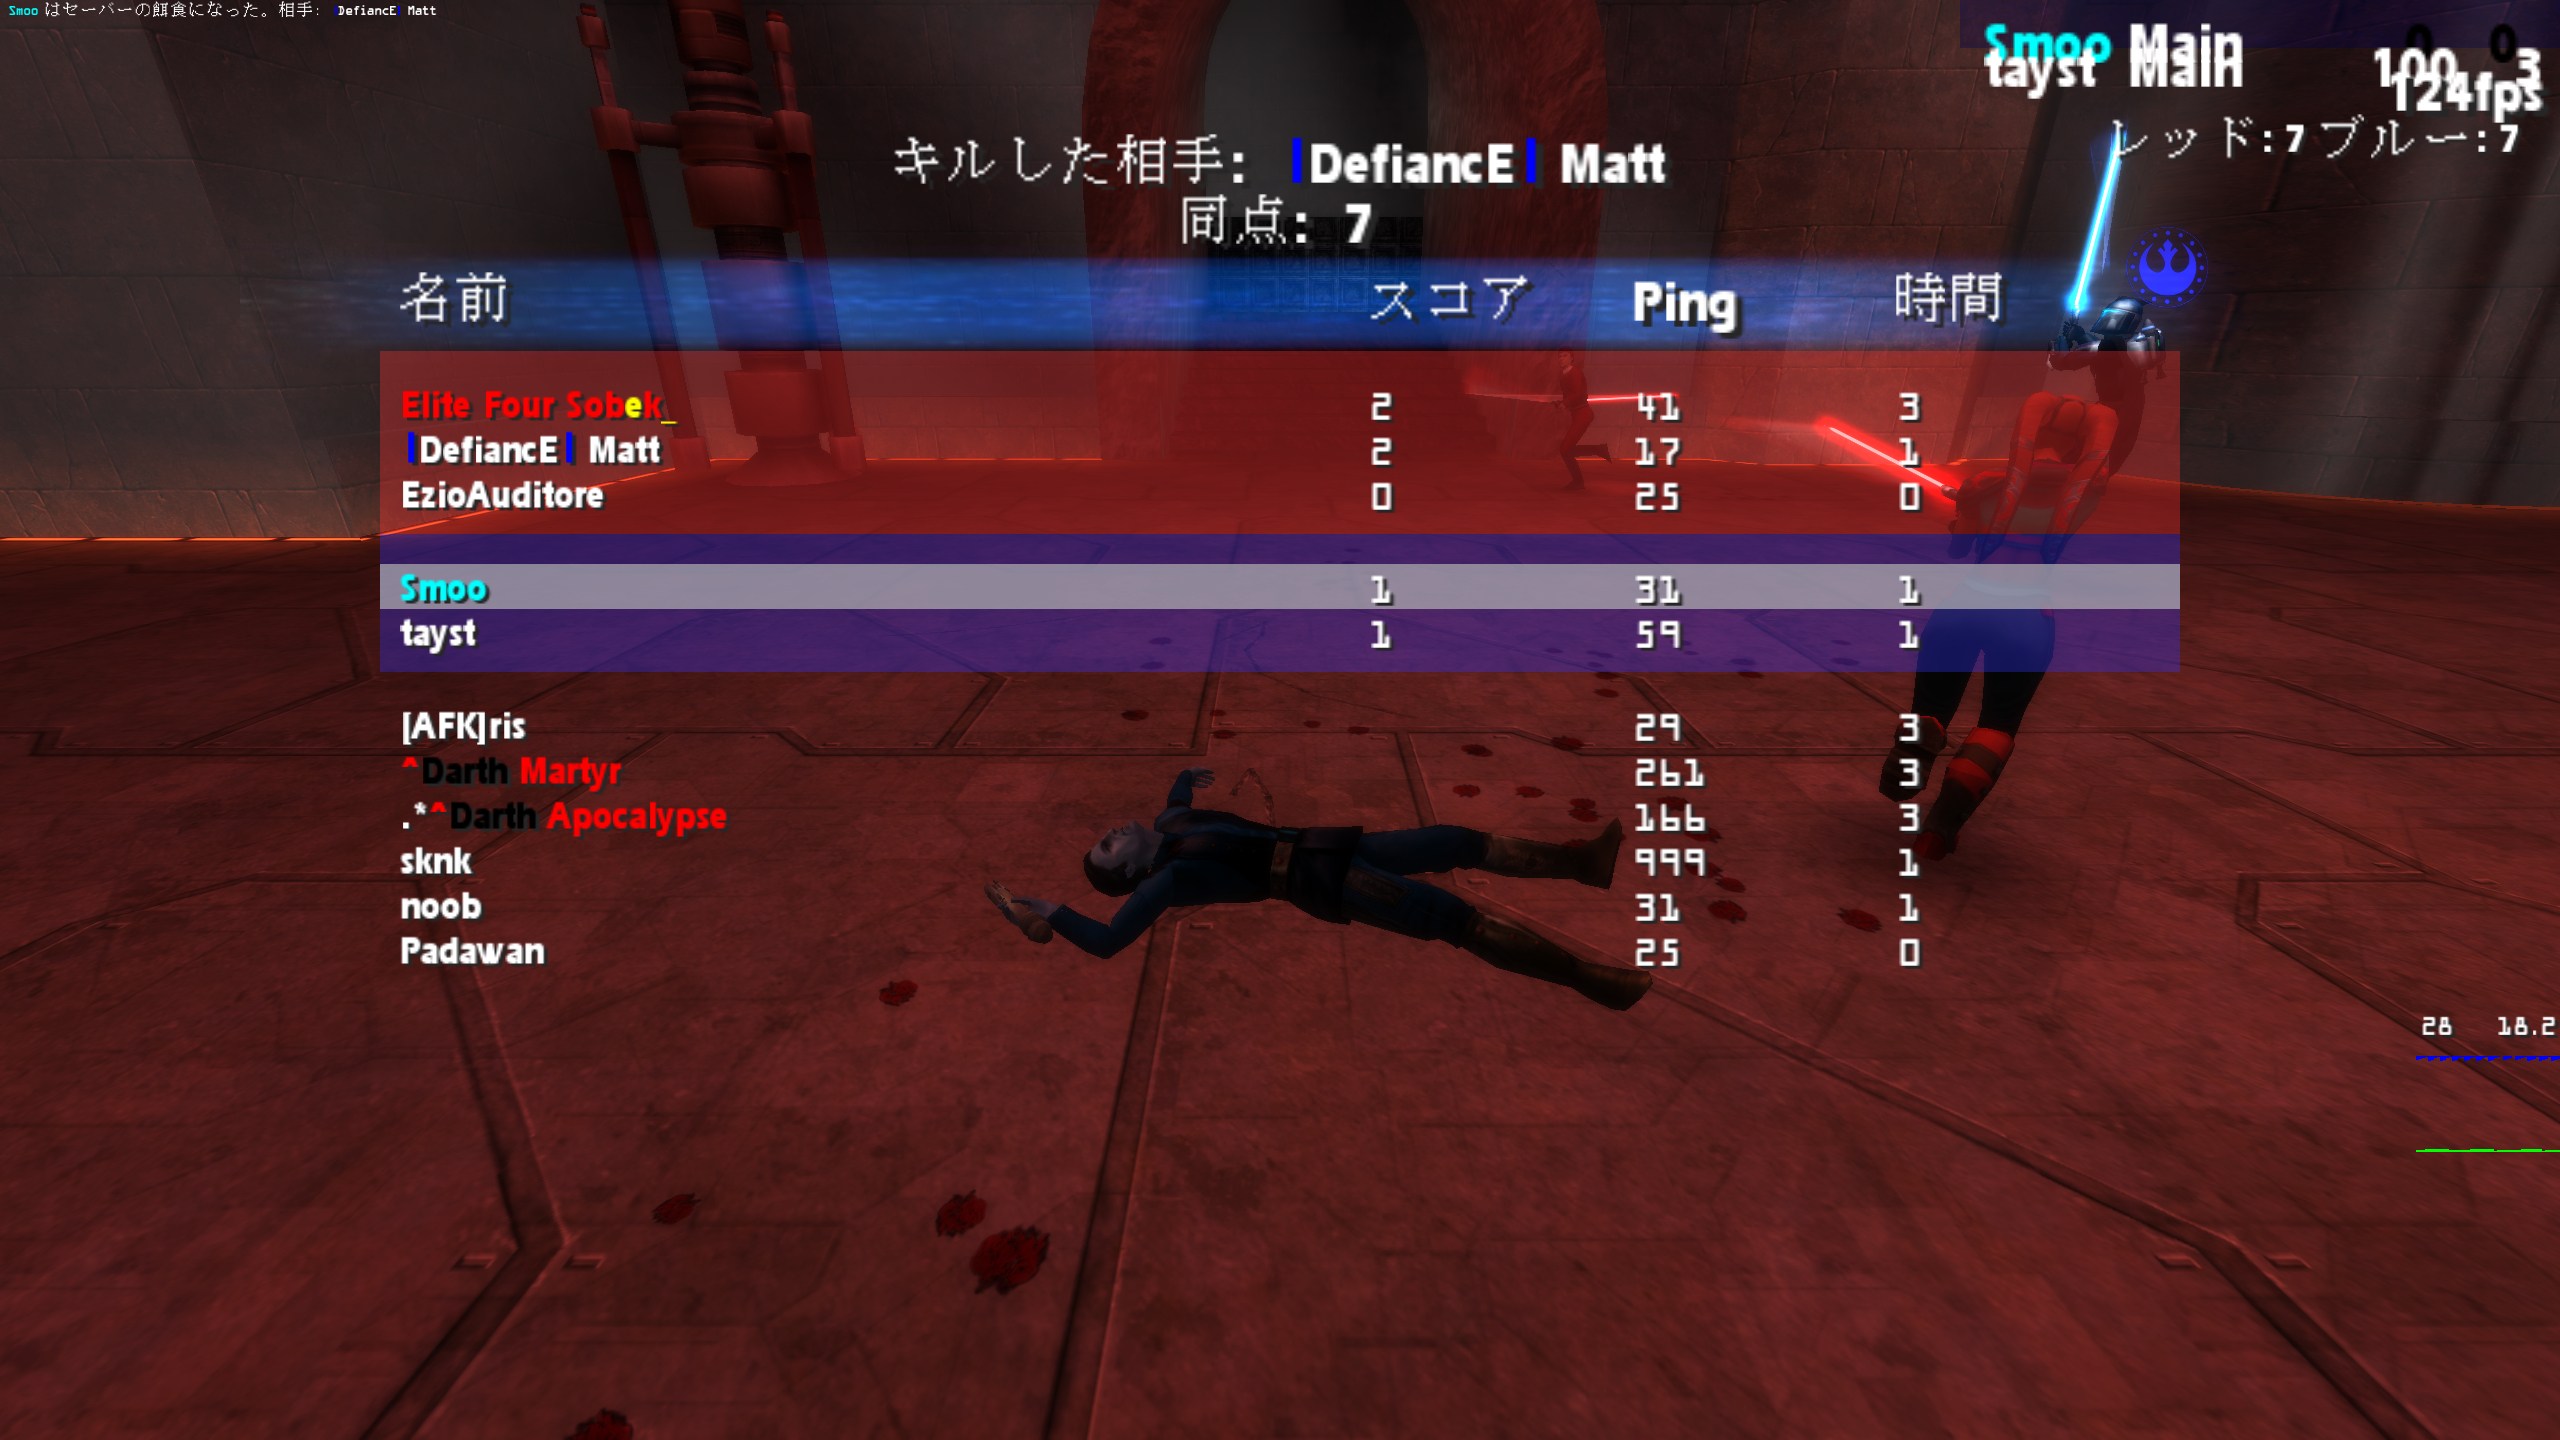 Smoo はセーバーの餌食になった。相手: |DefiancE| Matt
Smoo Main 0 0
tayst Main 100 3
124fps
レッド:7 ブルー:7
キルした相手: |DefiancE| Matt
同点: 7
名前 スコア Ping 時間
Elite Four Sobek_ 2 41 3
|DefiancE| Matt 2 17 1
EzioAuditore 0 25 0
Smoo 1 31 1
tayst 1 59 1
[AFK]ris 29 3
^Darth Martyr 261 3
.*^Darth Apocalypse 166 3
sknk 999 1
noob 31 1
Padawan 25 0
28 18.2